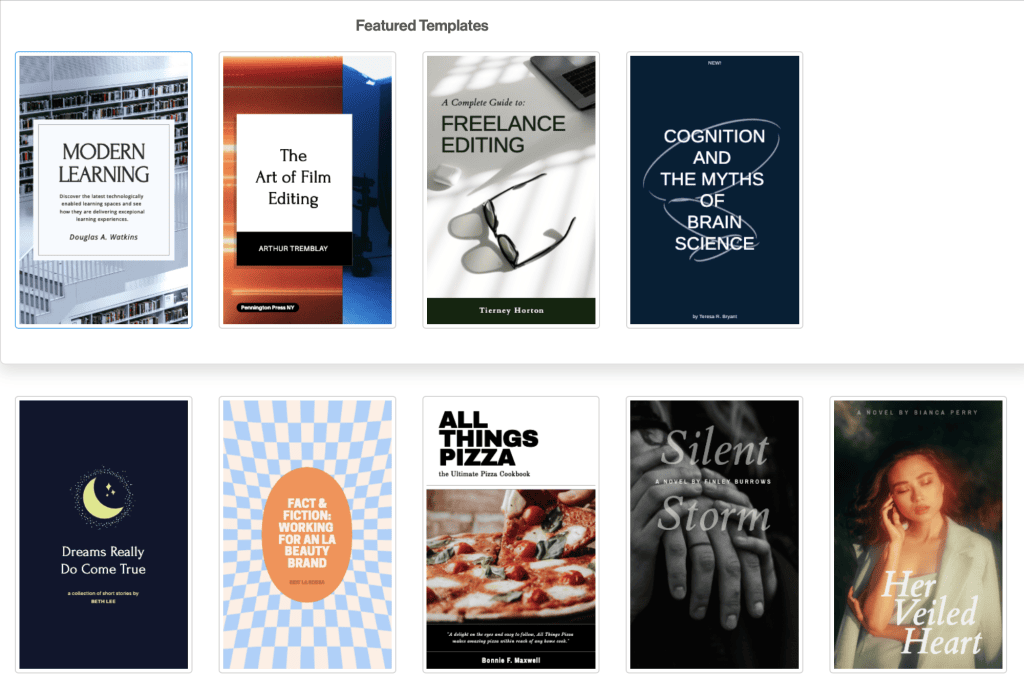 Featured Templates
MODERN
LEARNING
Discover the latest technologically
enabled learning spaces and see
how they are delivering excepional
learning experiences.
Douglas A. Watkins
The
Art of Film
Editing
ARTHUR TREMBLAY
Pennington Press NY
A Complete Guide to:
FREELANCE
EDITING
Tierney Horton
NEW!
COGNITION
AND
THE MYTHS
OF
BRAIN
SCIENCE
by Teresa R. Bryant
Dreams Really
Do Come True
a collection of short stories by
BETH LEE
FACT &
FICTION:
WORKING
FOR AN LA
BEAUTY
BRAND
ALL
THINGS
PIZZA
the Ultimate Pizza Cookbook
"A delight on the eyes and easy to follow, All Things Pizza
makes amazing pizza within reach of any home cook."
Bonnie F. Maxwell
Silent
A NOVEL BY FINLEY BURROWS
Storm
A NOVEL BY BIANCA PERRY
Her
Veiled
Heart